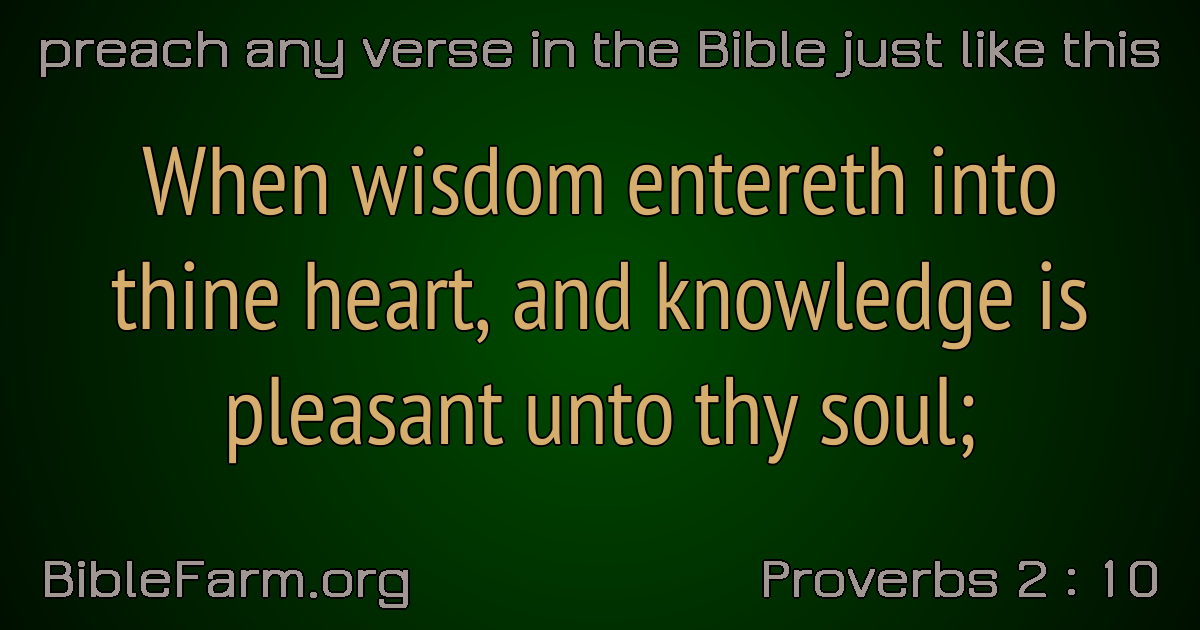 preach any verse in the Bible just like this
When wisdom entereth into
thine heart, and knowledge is
pleasant unto thy soul;
BibleFarm.org
Proverbs 2 : 10